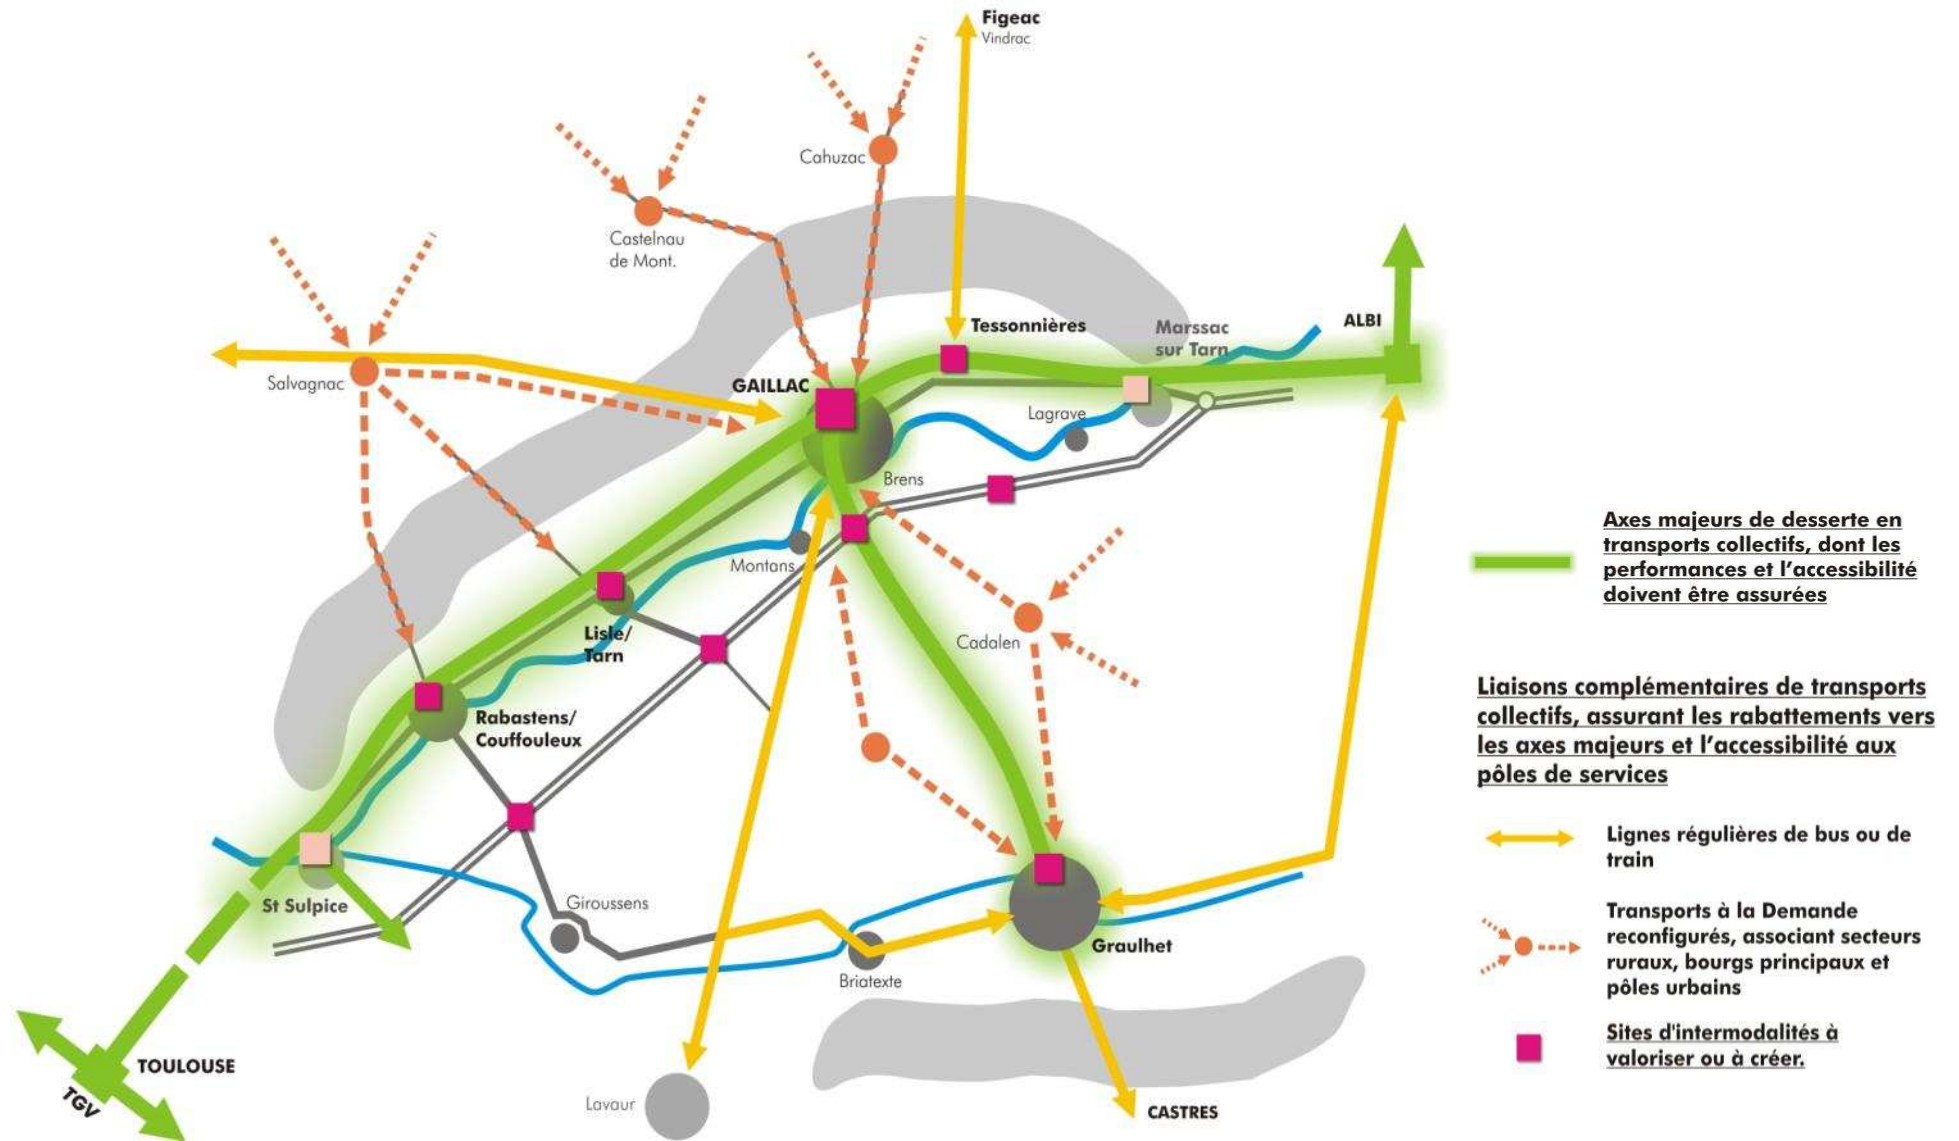 Figeac
Vindrac
Cahuzac
Castelnau
de Mont.
Salvagnac
GAILLAC
Tessonnières
Marssac
sur Tarn
ALBI
Lagrave
Brens
Montans
Cadalen
Lisle/
Tarn
Rabastens/
Couffouleux
St Sulpice
Giroussens
Briatexte
Graulhet
Lavaur
CASTRES
TOULOUSE
TGV
Axes majeurs de desserte en
transports collectifs, dont les
performances et l'accessibilité
doivent être assurées
Liaisons complémentaires de transports
collectifs, assurant les rabattements vers
les axes majeurs et l'accessibilité aux
pôles de services
Lignes régulières de bus ou de
train
Transports à la Demande
reconfigurés, associant secteurs
ruraux, bourgs principaux et
pôles urbains
Sites d'intermodalités à
valoriser ou à créer.